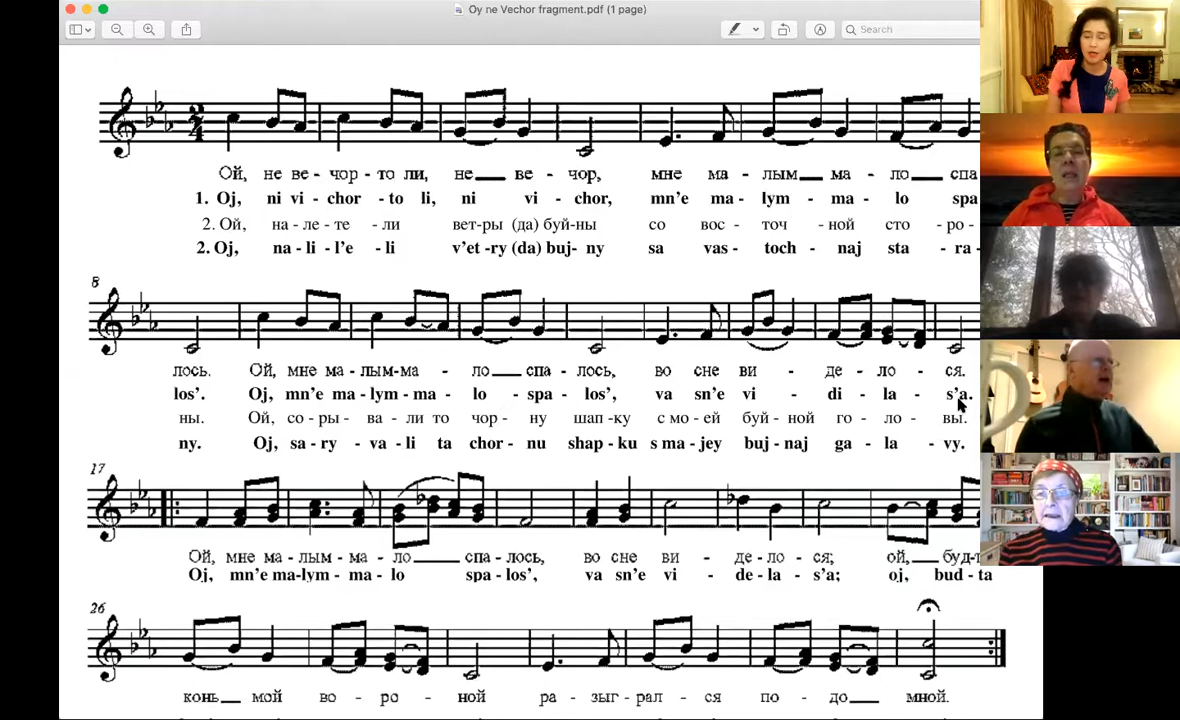 Oy ne Vechor fragment.pdf (1 page)
Search
2/4
Ой, не ве - чор - то ли, не ве - чор, мне ма - лым ма - ло спа
1. Oj, ni vi - chor - to li, ni vi - chor, mn'e ma - lym - ma - lo spa
2. Ой, на - ле - те - ли вет-ры (да) буй-ны со вос - точ - ной сто - ро -
2. Oj, na - li - l'e - li v'et - ry (da) buj - ny sa vas - toch - naj sta - ra -
8
лось. Ой, мне ма - лым-ма - ло спа - лось, во сне ви - де - ло - ся.
los'. Oj, mn'e ma - lym - ma - lo spa - los', va sn'e vi - di - la - s'a.
ны. Ой, со - ры - ва - ли то чор - ну шап - ку с мо - ей буй - ной го - ло - вы.
ny. Oj, sa - ry - va - li ta chor - nu shap - ku s ma - jey buj - naj ga - la - vy.
17
Ой, мне ма - лым - ма - ло спа - лось, во сне ви - де - ло - ся; ой,
Oj, mn'e ma - lym - ma - lo spa - los', va sn'e vi - de - la - s'a; oj, bud - ta
26
конь мой во - ро - ной ра - зыг - рал - ся по - до мной.